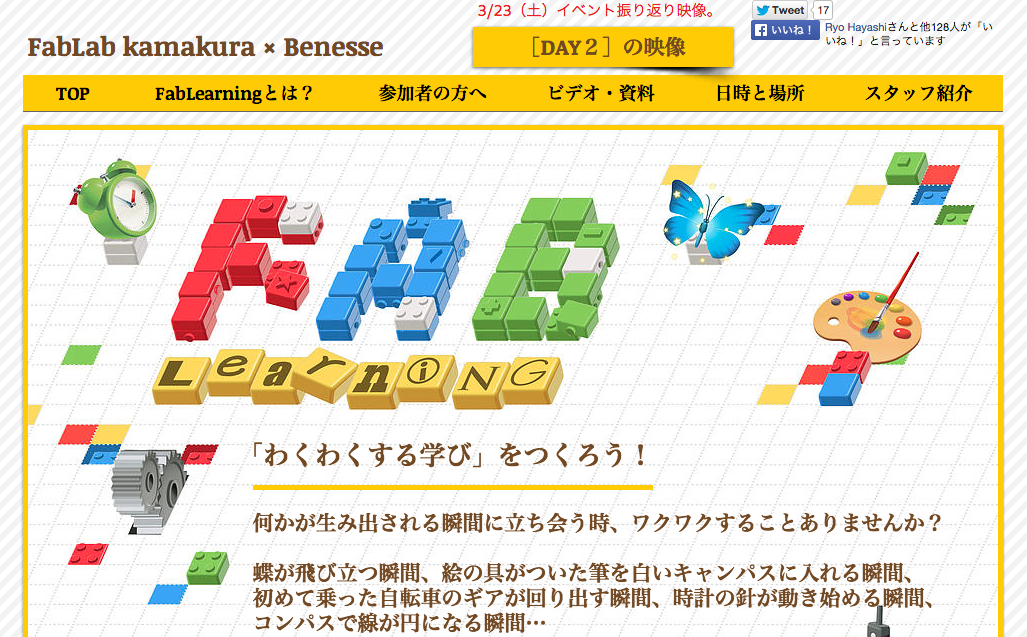 3/23（土）イベント振り返り映像。
Tweet 17
FabLab kamakura × Benesse
［DAY２］の映像
いいね！ Ryo Hayashiさんと他128人が「い
いね！」と言っています
TOP FabLearningとは？ 参加者の方へ ビデオ・資料 日時と場所 スタッフ紹介
FAB
LearniNG
「わくわくする学び」をつくろう！
何かが生み出される瞬間に立ち会う時、ワクワクすることありませんか？
蝶が飛び立つ瞬間、絵の具がついた筆を白いキャンパスに入れる瞬間、
初めて乗った自転車のギアが回り出す瞬間、時計の針が動き始める瞬間、
コンパスで線が円になる瞬間…